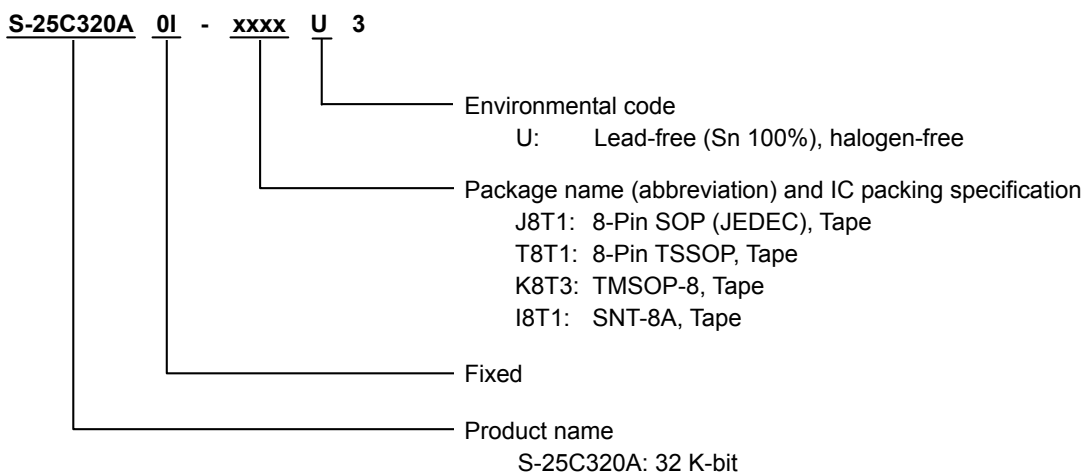 S-25C320A 0I - xxxx U 3
Environmental code
U: Lead-free (Sn 100%), halogen-free
Package name (abbreviation) and IC packing specification
J8T1: 8-Pin SOP (JEDEC), Tape
T8T1: 8-Pin TSSOP, Tape
K8T3: TMSOP-8, Tape
I8T1: SNT-8A, Tape
Fixed
Product name
S-25C320A: 32 K-bit